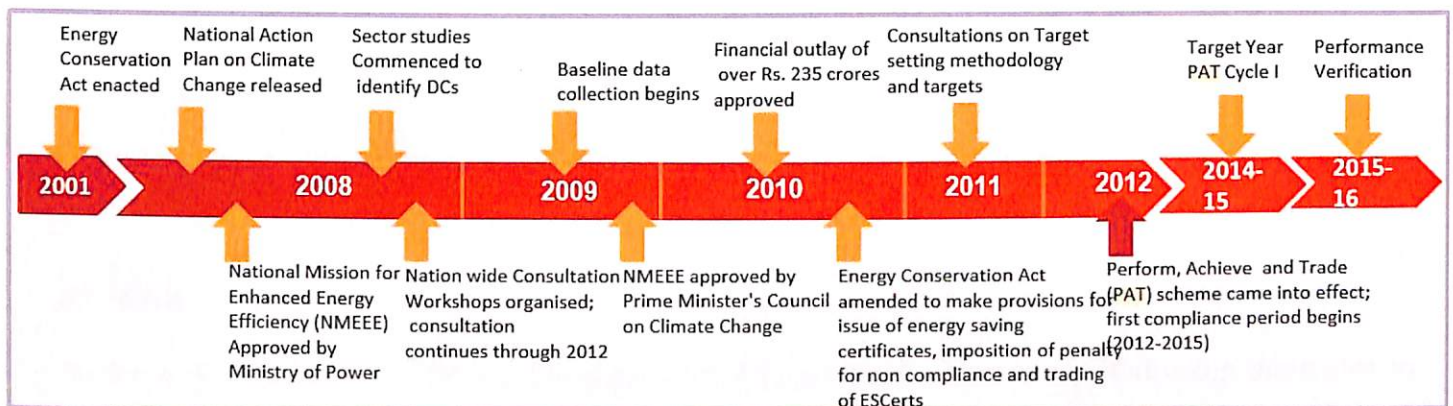 Energy
Conservation
Act enacted
National Action
Plan on Climate
Change released
Sector studies
Commenced to
identify DCs
Baseline data
collection begins
Financial outlay of
over Rs. 235 crores
approved
Consultations on Target
setting methodology
and targets
Target Year
PAT Cycle I
Performance
Verification
2001
2008
2009
2010
2011
2012
2014-
15
2015-
16
National Mission for
Enhanced Energy
Efficiency (NMEEE)
Approved by
Ministry of Power
Nation wide Consultation
Workshops organised;
consultation
continues through 2012
NMEEE approved by
Prime Minister's Council
on Climate Change
Energy Conservation Act
amended to make provisions for
issue of energy saving
certificates, imposition of penalty
for non compliance and trading
of ESCerts
Perform, Achieve and Trade
(PAT) scheme came into effect;
first compliance period begins
(2012-2015)